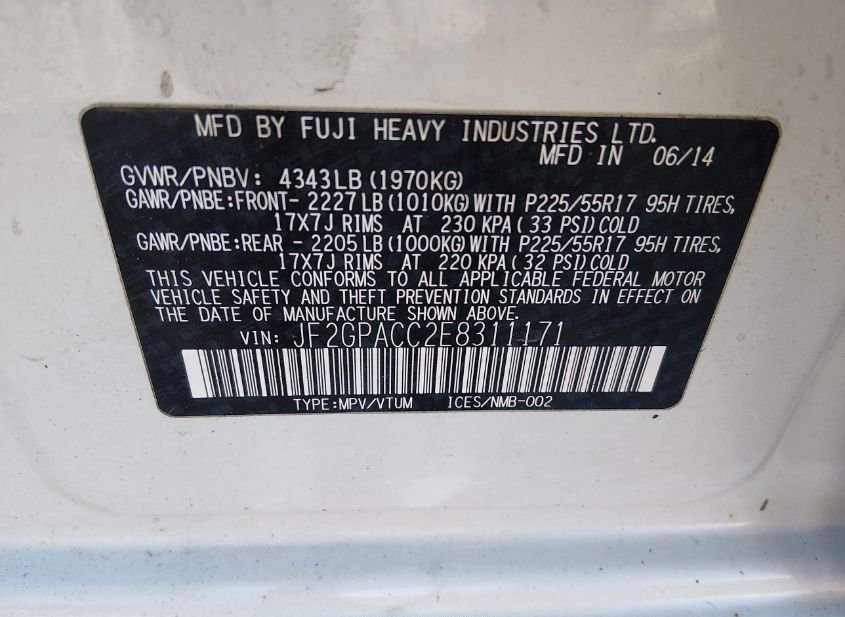 MFD BY FUJI HEAVY INDUSTRIES LTD.
MFD IN 06/14
GVWR/PNBV: 4343LB (1970KG)
GAWR/PNBE:FRONT- 2227 LB (1010KG) WITH P225/55R17 95H TIRES,
17X7J RIMS AT 230 KPA ( 33 PSI) COLD
GAWR/PNBE:REAR - 2205 LB (1000KG) WITH P225/55R17 95H TIRES,
17X7J RIMS AT 220 KPA ( 32 PSI) COLD
THIS VEHICLE CONFORMS TO ALL APPLICABLE FEDERAL MOTOR
VEHICLE SAFETY AND THEFT PREVENTION STANDARDS IN EFFECT ON
THE DATE OF MANUFACTURE SHOWN ABOVE.
VIN: JF2GPACC2E8311171
TYPE:MPV/VTUM ICES/NMB-002